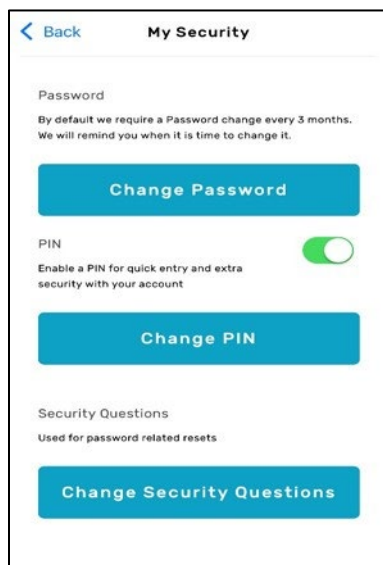 Back
My Security
Password
By default we require a Password change every 3 months.
We will remind you when it is time to change it.
Change Password
PIN
Enable a PIN for quick entry and extra
security with your account
Change PIN
Security Questions
Used for password related resets
Change Security Questions